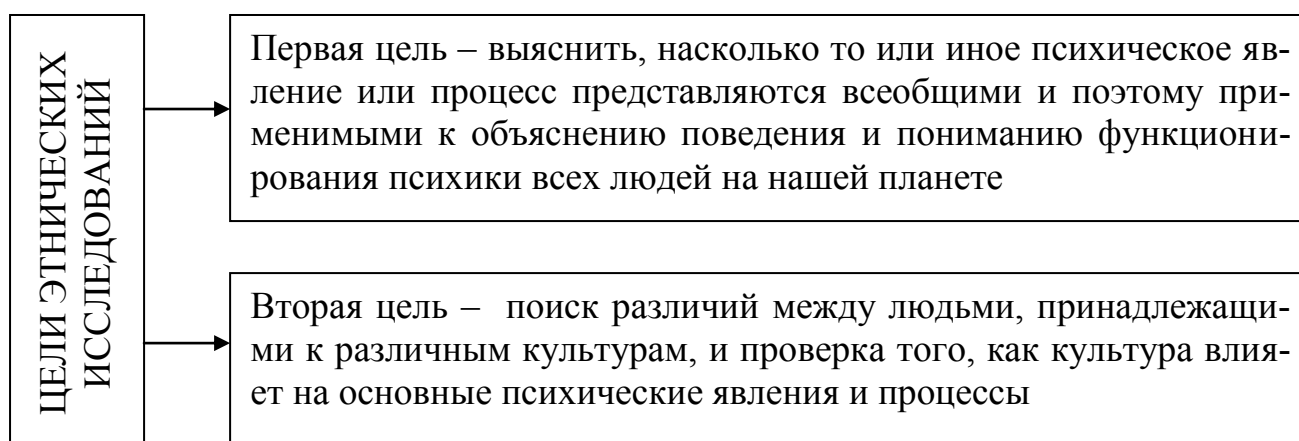 ЦЕЛИ ЭТНИЧЕСКИХ
ИССЛЕДОВАНИЙ
Первая цель – выяснить, насколько то или иное психическое яв-
ление или процесс представляются всеобщими и поэтому при-
менимыми к объяснению поведения и пониманию функциони-
рования психики всех людей на нашей планете
Вторая цель – поиск различий между людьми, принадлежащи-
ми к различным культурам, и проверка того, как культура влия-
ет на основные психические явления и процессы